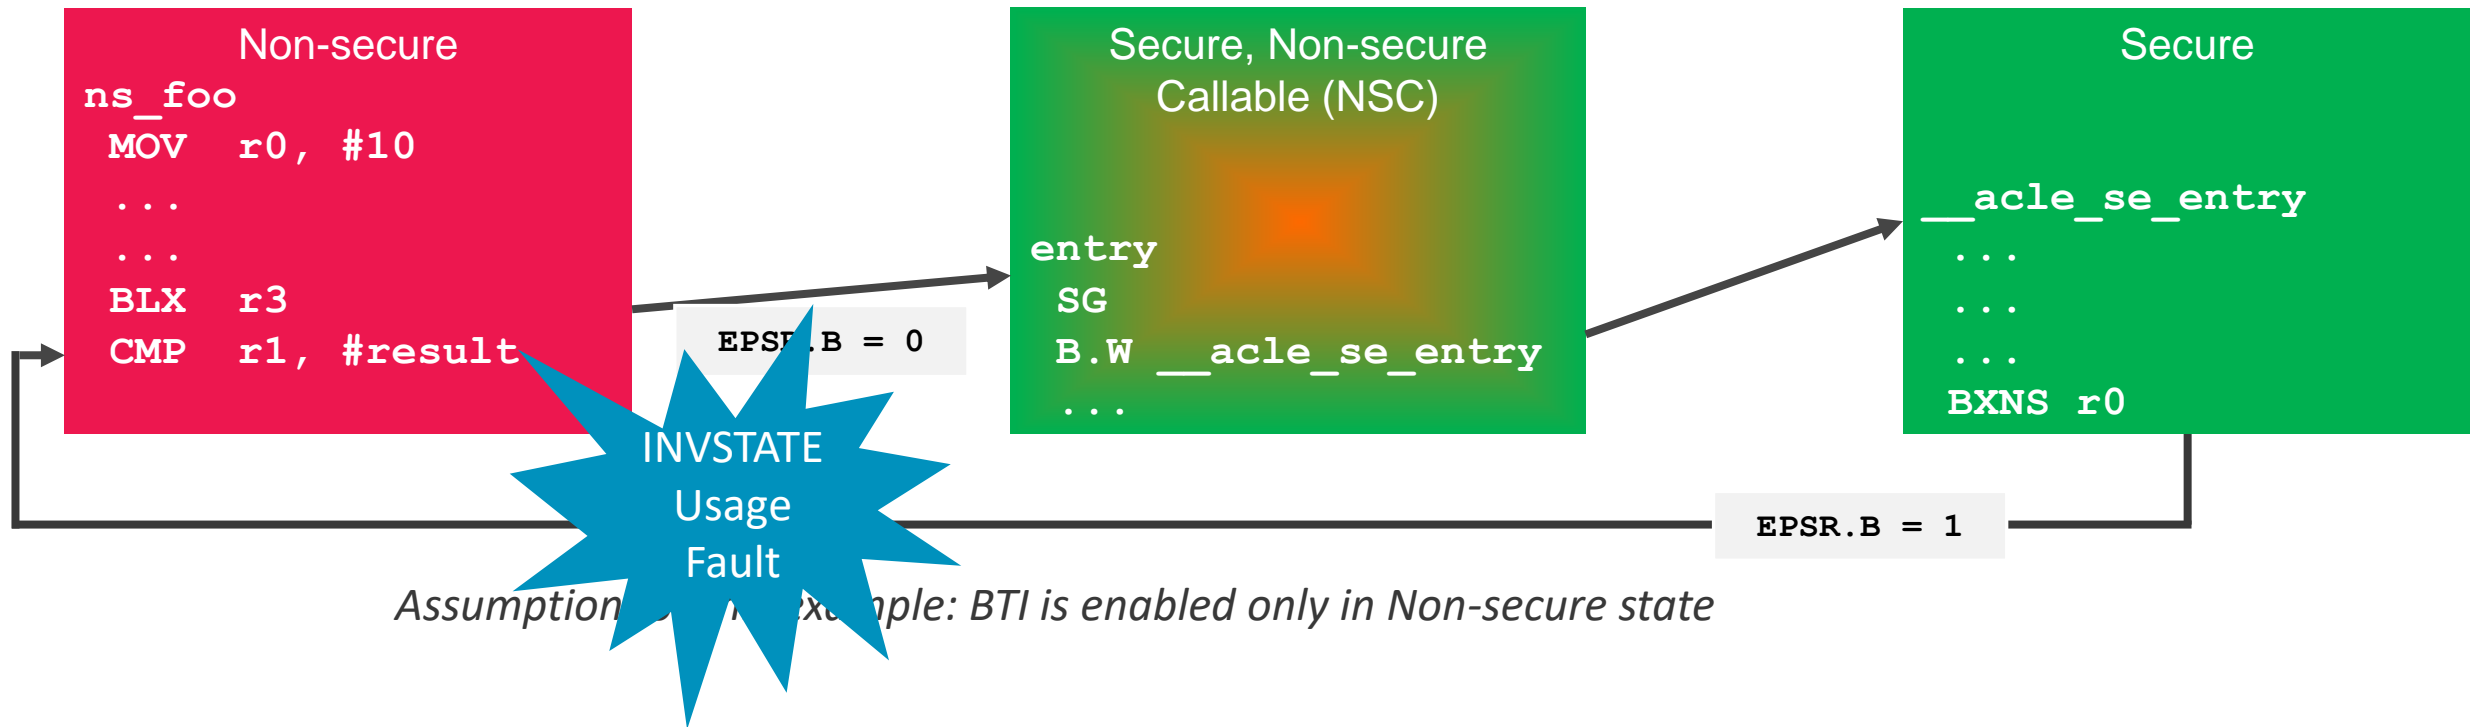 Non-secure
ns_foo
MOV r0, #10
...
...
BLX r3
CMP r1, #result
EPSR.B = 0
Secure, Non-secure
Callable (NSC)
entry
SG
B.W __acle_se_entry
...
Secure
__acle_se_entry
...
...
...
BXNS r0
INVSTATE
Usage
Fault
EPSR.B = 1
Assumption example: BTI is enabled only in Non-secure state